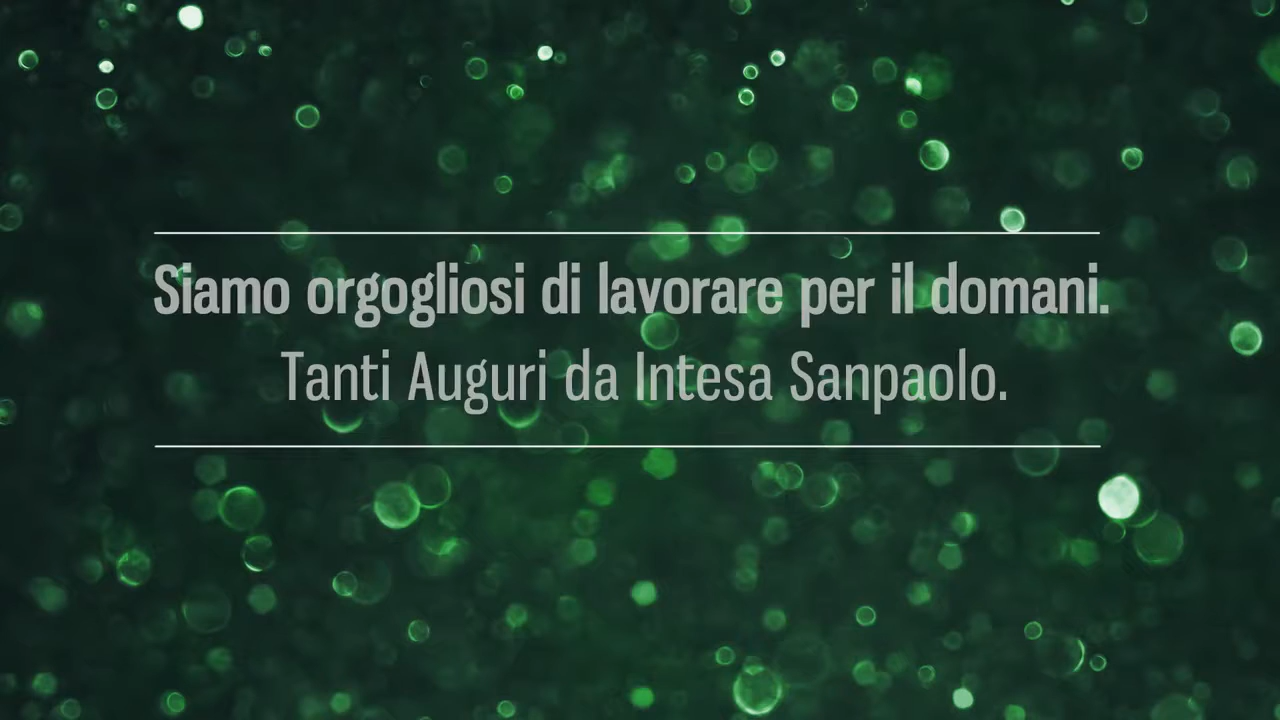 Siamo orgogliosi di lavorare per il domani.
Tanti Auguri da Intesa Sanpaolo.